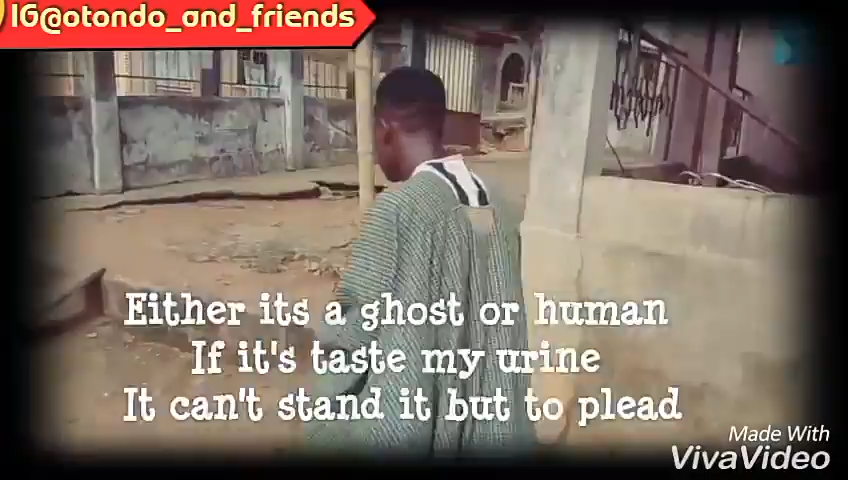 IG@otondo_and_friends
Either its a ghost or human
If it's taste my urine
It can't stand it but to plead
Made With
VivaVideo